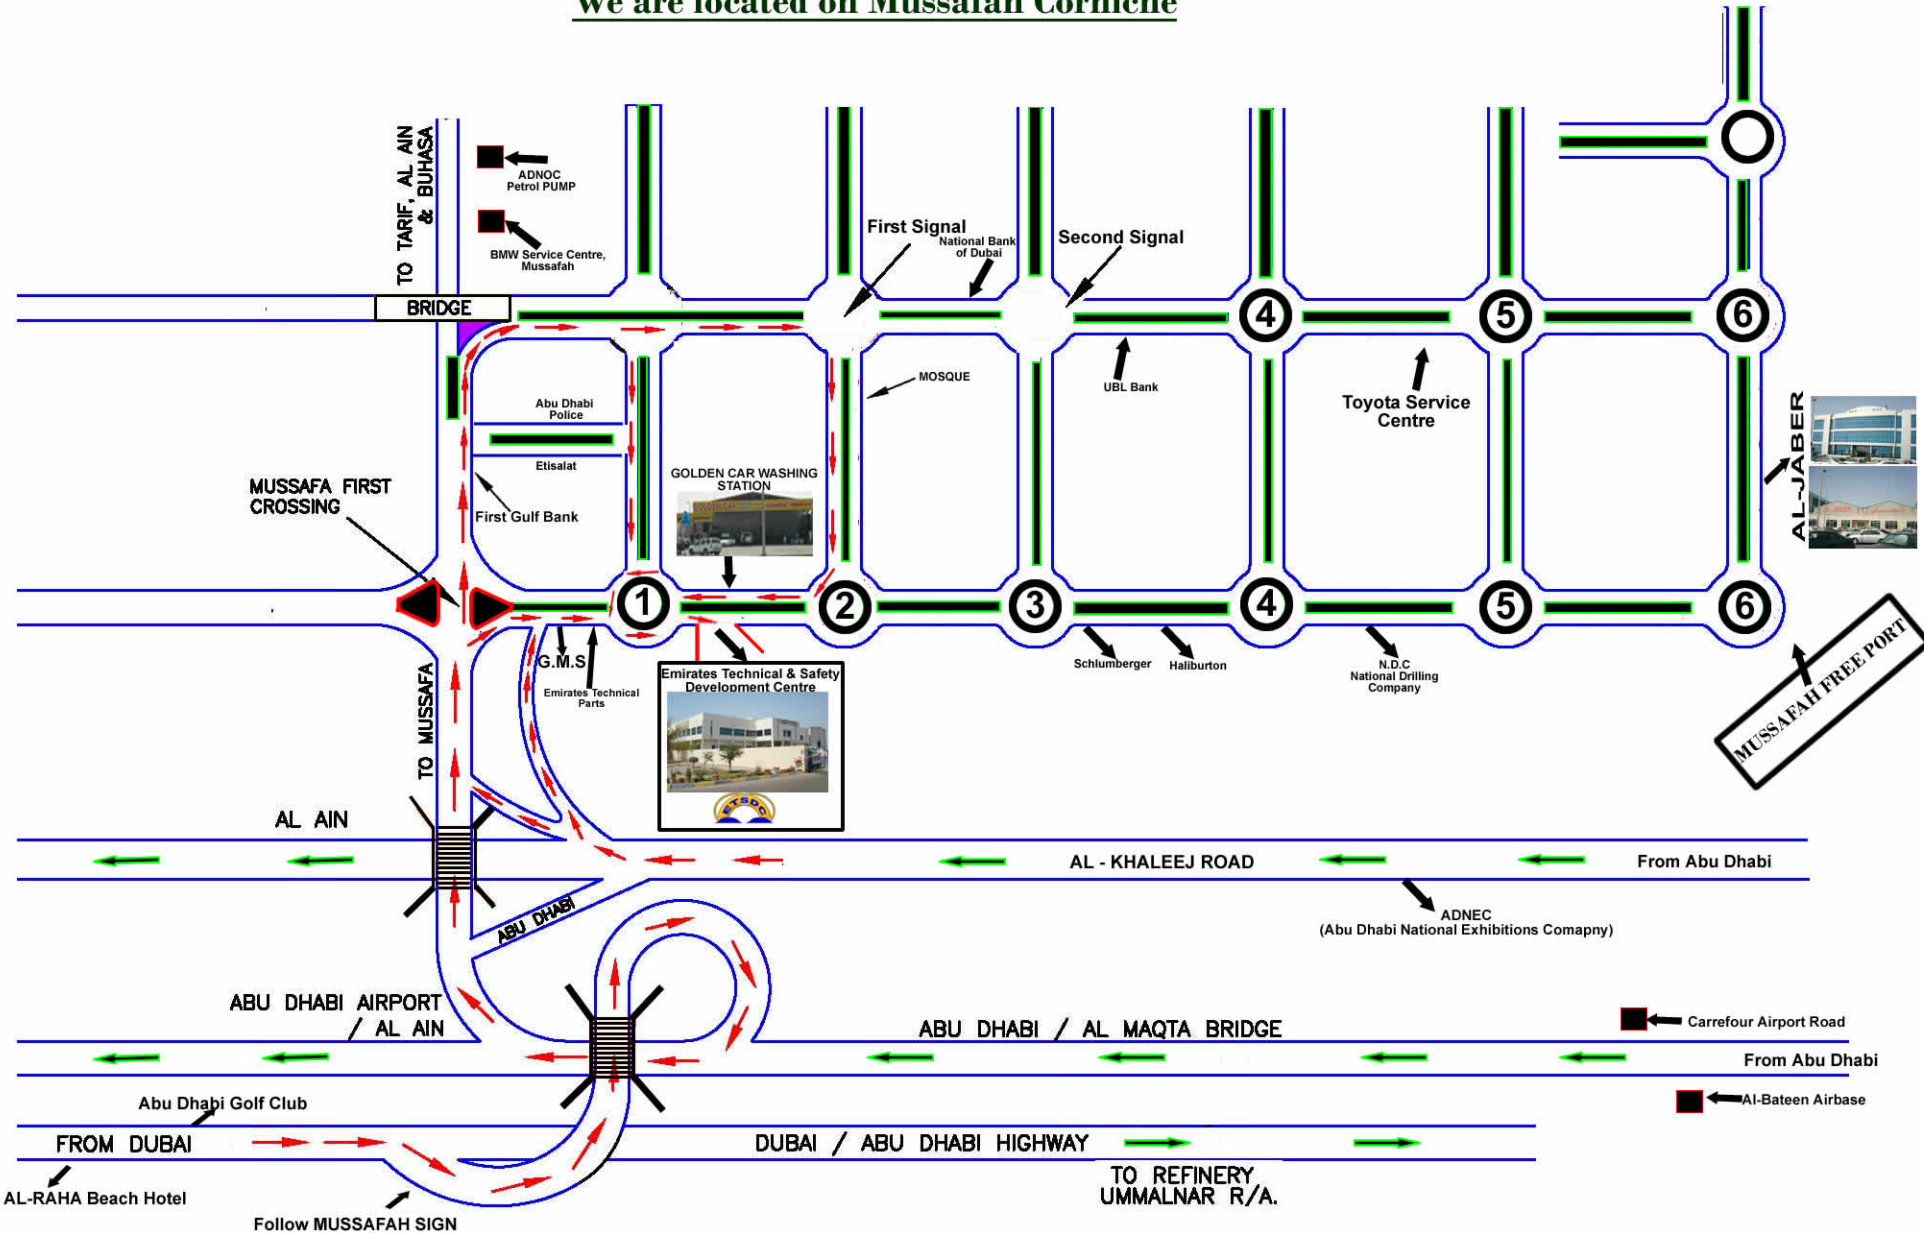 We are located on Mussafah Corniche
TO TARIF, AL AIN
& BUHASA
ADNOC
Petrol PUMP
BMW Service Centre,
Mussafah
First Signal
National Bank
of Dubai
Second Signal
BRIDGE
4
5
6
MOSQUE
UBL Bank
Toyota Service
Centre
Abu Dhabi
Police
Etisalat
AL-JABER
GOLDEN CAR WASHING
STATION
MUSSAFA FIRST
CROSSING
First Gulf Bank
1
2
3
4
5
6
G.M.S
Emirates Technical
Parts
Emirates Technical & Safety
Development Centre
ETSDC
Schlumberger
Haliburton
N.D.C
National Drilling
Company
MUSSAFAH FREE PORT
TO MUSSAFA
AL AIN
AL - KHALEEJ ROAD
From Abu Dhabi
ABU DHABI
ADNEC
(Abu Dhabi National Exhibitions Comapny)
ABU DHABI AIRPORT
/ AL AIN
ABU DHABI / AL MAQTA BRIDGE
Carrefour Airport Road
From Abu Dhabi
Abu Dhabi Golf Club
Al-Bateen Airbase
FROM DUBAI
DUBAI / ABU DHABI HIGHWAY
TO REFINERY
UMMALNAR R/A.
AL-RAHA Beach Hotel
Follow MUSSAFAH SIGN